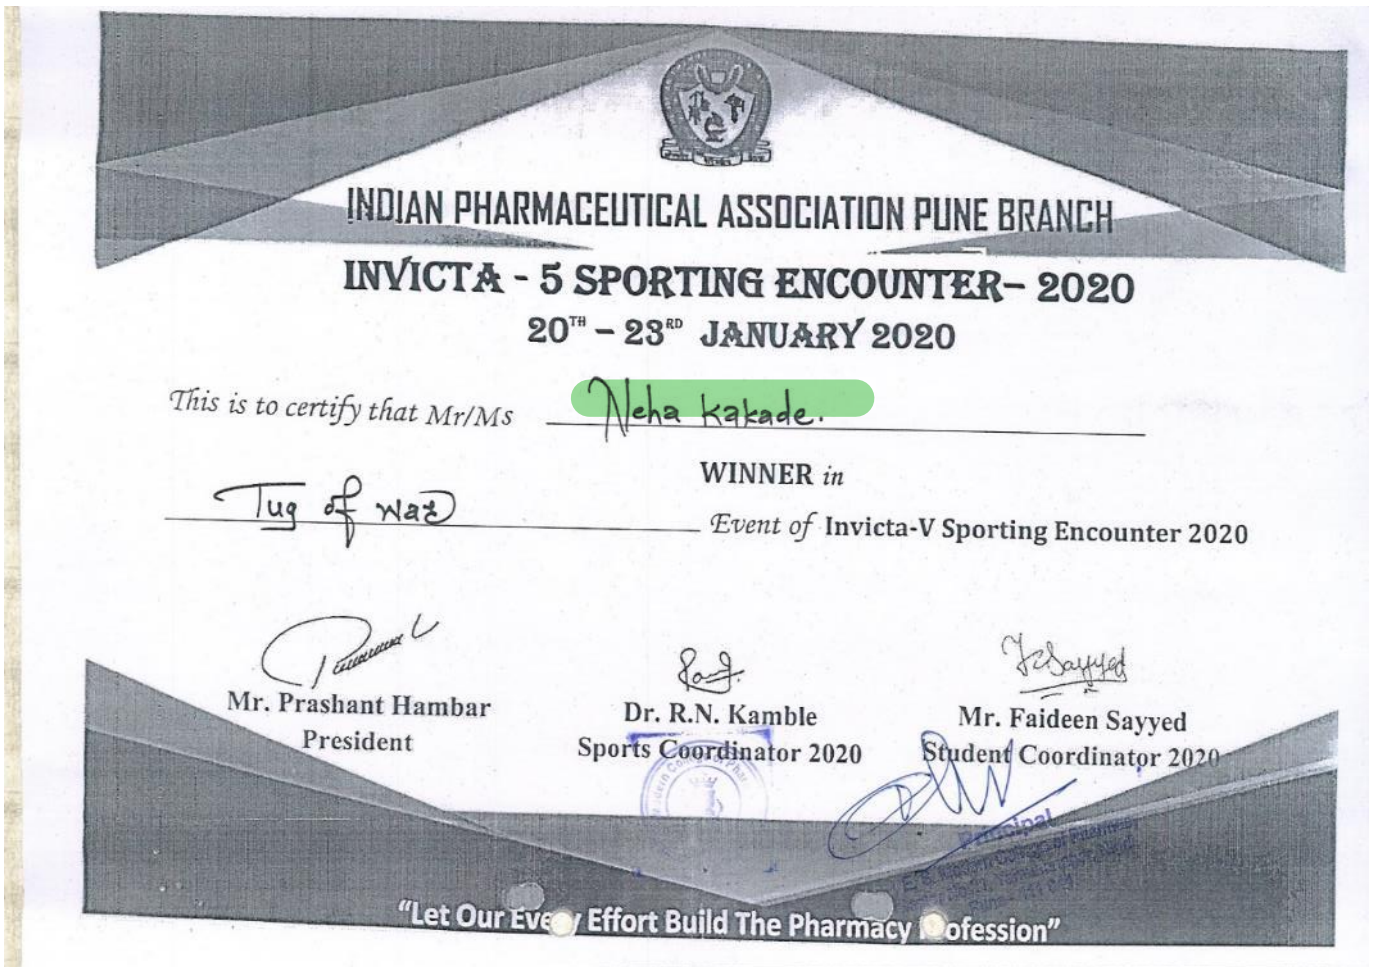 INDIAN PHARMACEUTICAL ASSOCIATION PUNE BRANCH
INVICTA - 5 SPORTING ENCOUNTER- 2020
20TH – 23RD JANUARY 2020
This is to certify that Mr/Ms Neha Kakade.
WINNER in
Tug of War Event of Invicta-V Sporting Encounter 2020
Mr. Prashant Hambar
President
Dr. R.N. Kamble
Sports Coordinator 2020
Mr. Faideen Sayyed
Student Coordinator 2020
College of
Principal
"Let Our Every Effort Build The Pharmacy Profession"